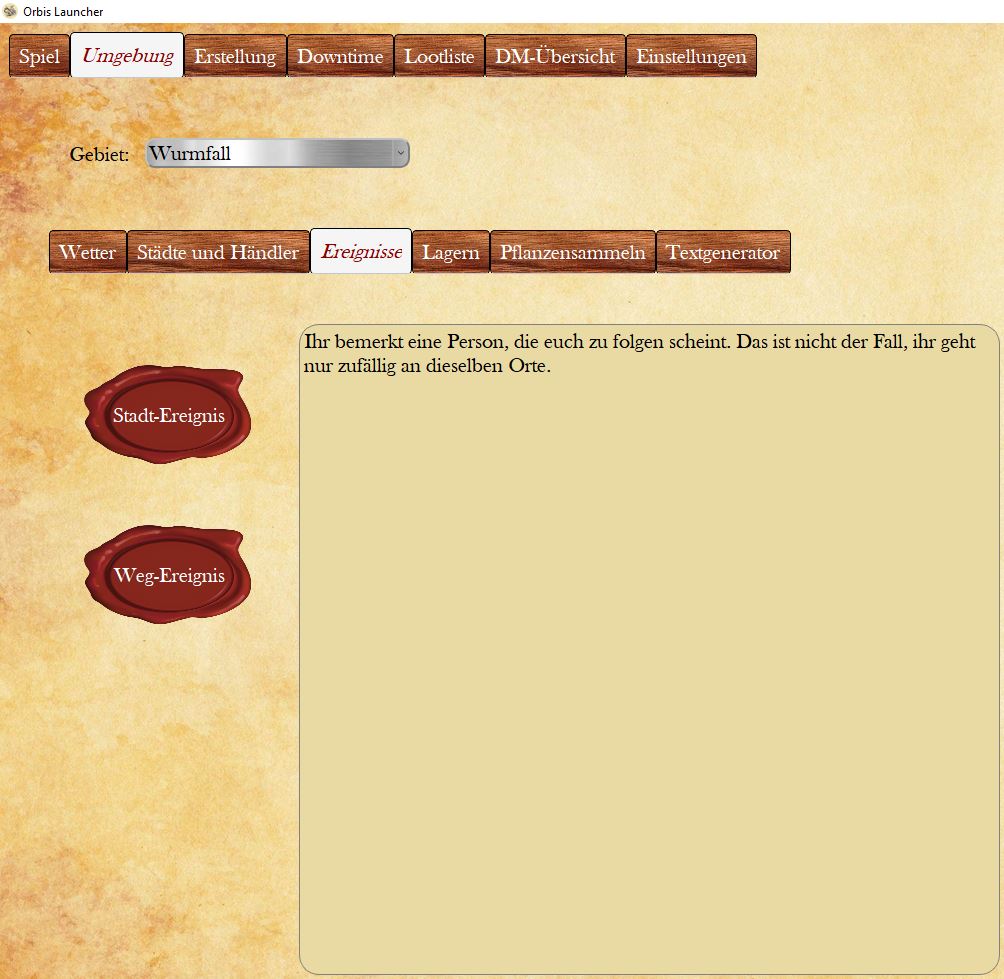 Orbis Launcher
Spiel Umgebung Erstellung Downtime Lootliste DM-Übersicht Einstellungen
Gebiet: Wurmfall
Wetter Städte und Händler Ereignisse Lagern Pflanzensammeln Textgenerator
Ihr bemerkt eine Person, die euch zu folgen scheint. Das ist nicht der Fall, ihr geht
nur zufällig an dieselben Orte.
Stadt-Ereignis
Weg-Ereignis